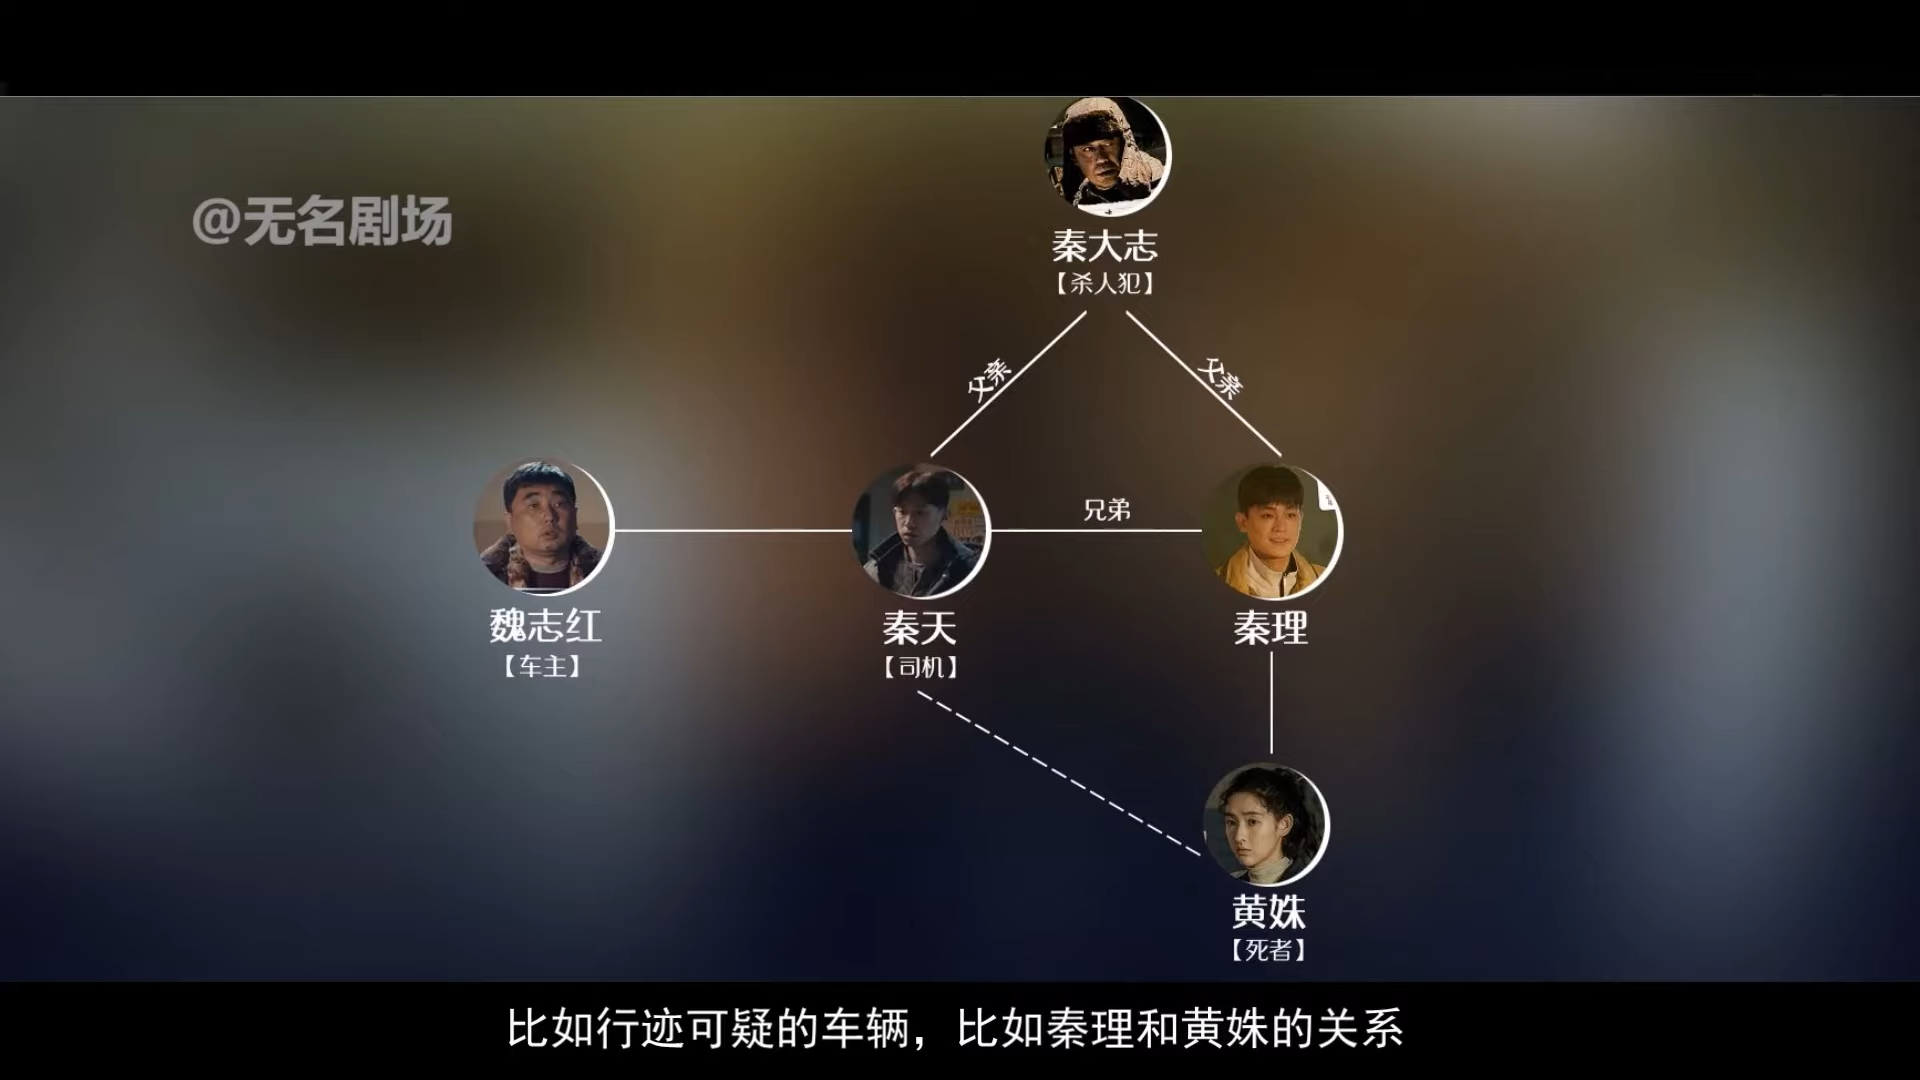 @无名剧场
秦大志
【杀人犯】
父亲
父亲
兄弟
魏志红
【车主】
秦天
【司机】
秦理
黄姝
【死者】
比如行迹可疑的车辆，比如秦理和黄姝的关系